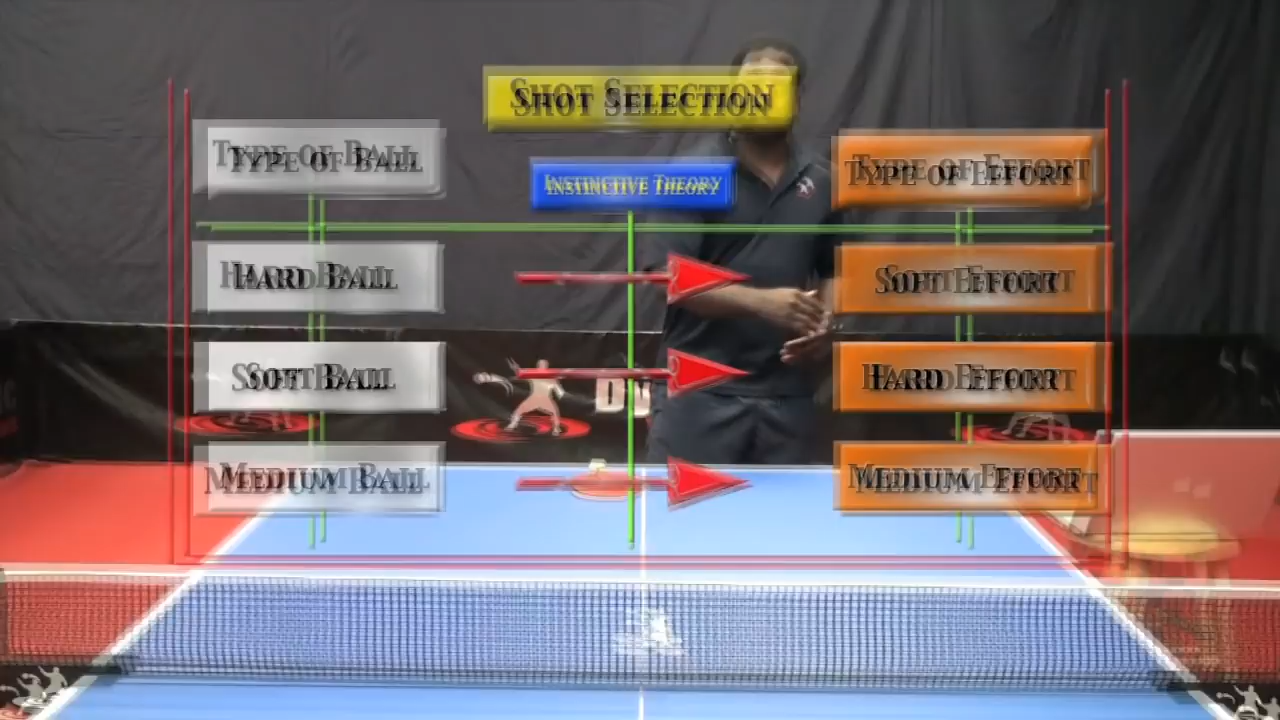 Shot Selection
Type of Ball
Instinctive Theory
Type of Effort
Hard Ball
Soft Effort
Soft Ball
Hard Effort
Medium Ball
Medium Effort